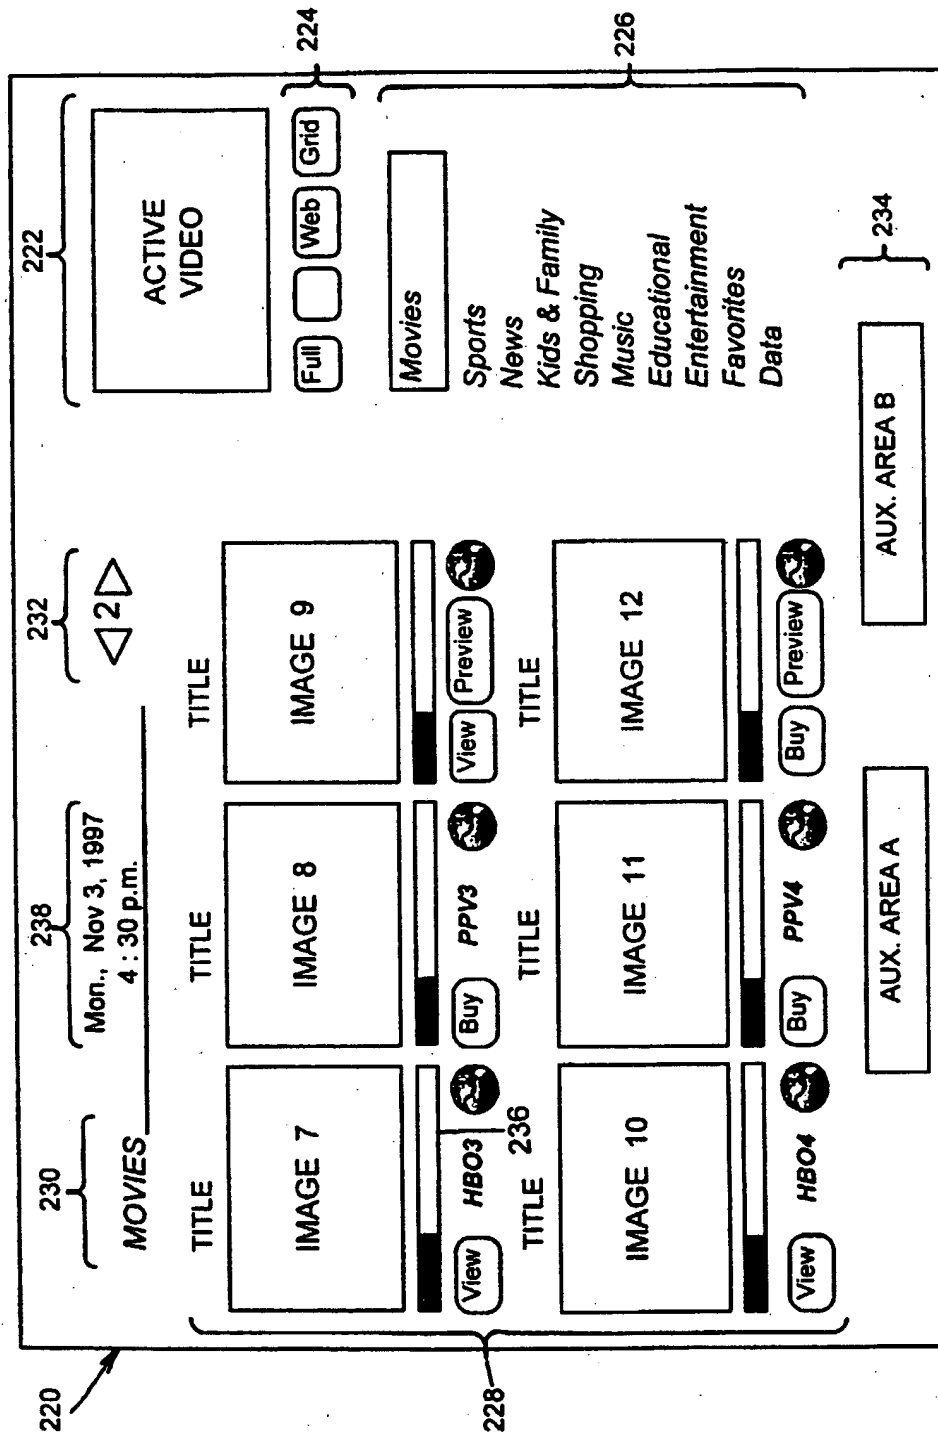 230
238
232
222
220
MOVIES
Mon., Nov 3, 1997
4 : 30 p.m.
2
ACTIVE
VIDEO
224
Full
Web
Grid
TITLE
TITLE
TITLE
IMAGE 7
IMAGE 8
IMAGE 9
View
HBO3
Buy
PPV3
View
Preview
236
228
TITLE
TITLE
TITLE
IMAGE 10
IMAGE 11
IMAGE 12
View
HBO4
Buy
PPV4
Buy
Preview
226
Movies
Sports
News
Kids & Family
Shopping
Music
Educational
Entertainment
Favorites
Data
AUX. AREA A
AUX. AREA B
234